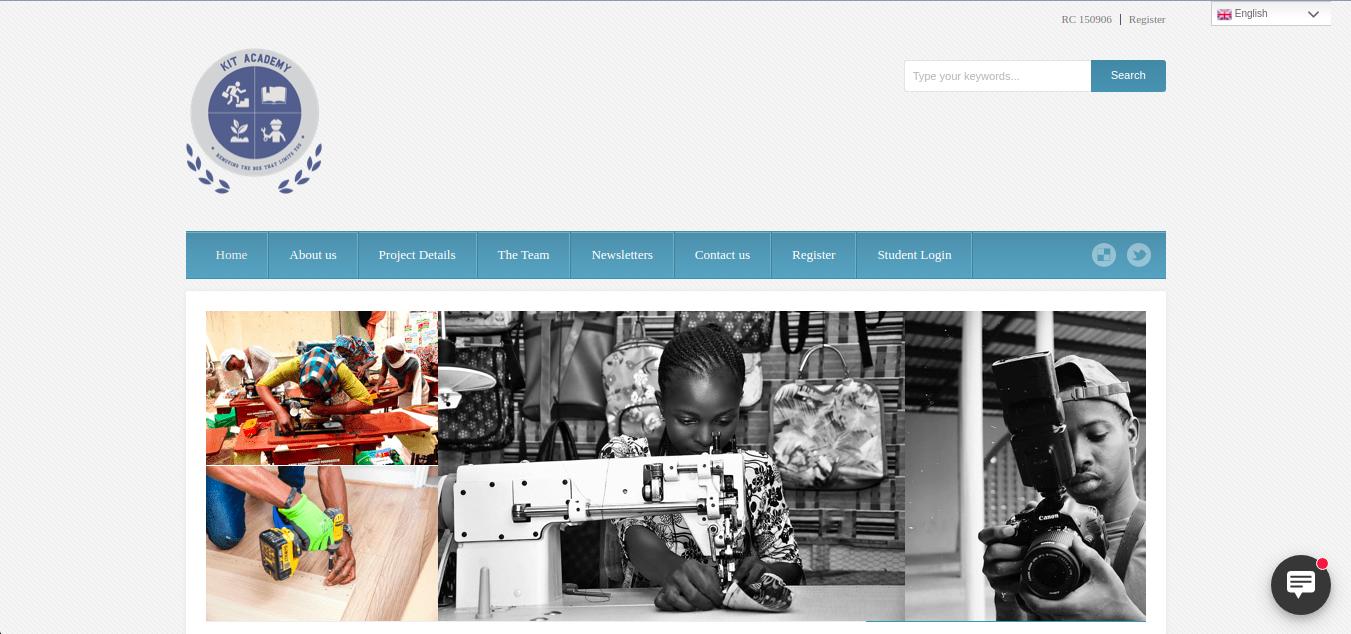 RC 150906 Register
English
KIT ACADEMY
REMOVING THE BOX THAT LIMITS YOU
Type your keywords... Search
Home About us Project Details The Team Newsletters Contact us Register Student Login
Canon